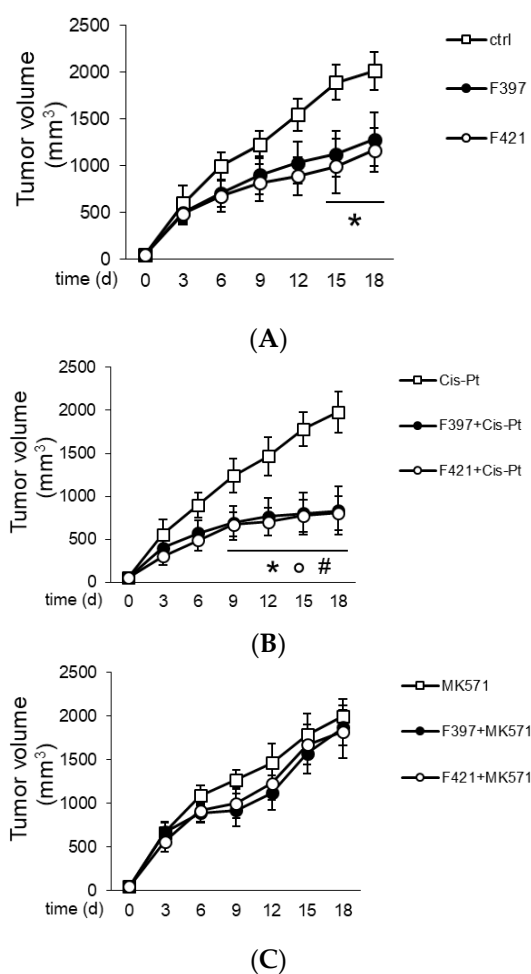 Tumor volume
(mm³)
2500
2000
1500
1000
500
0
time (d) 0 3 6 9 12 15 18
*
ctrl
F397
F421
(A)
Tumor volume
(mm³)
2500
2000
1500
1000
500
0
time (d) 0 3 6 9 12 15 18
* o #
Cis-Pt
F397+Cis-Pt
F421+Cis-Pt
(B)
Tumor volume
(mm³)
2500
2000
1500
1000
500
0
time (d) 0 3 6 9 12 15 18
MK571
F397+MK571
F421+MK571
(C)